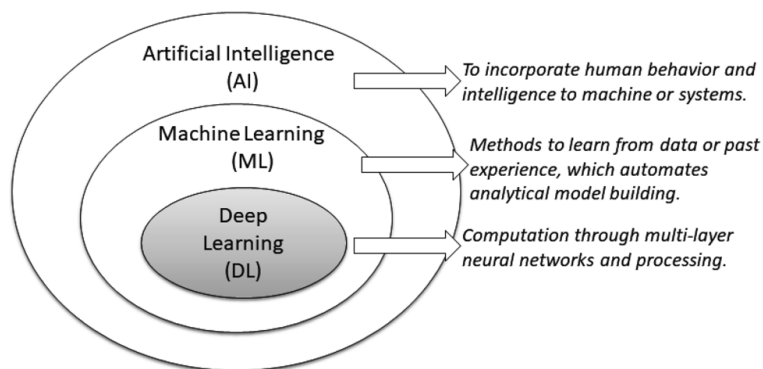 Artificial Intelligence
(AI)
To incorporate human behavior and
intelligence to machine or systems.
Machine Learning
(ML)
Methods to learn from data or past
experience, which automates
analytical model building.
Deep
Learning
(DL)
Computation through multi-layer
neural networks and processing.